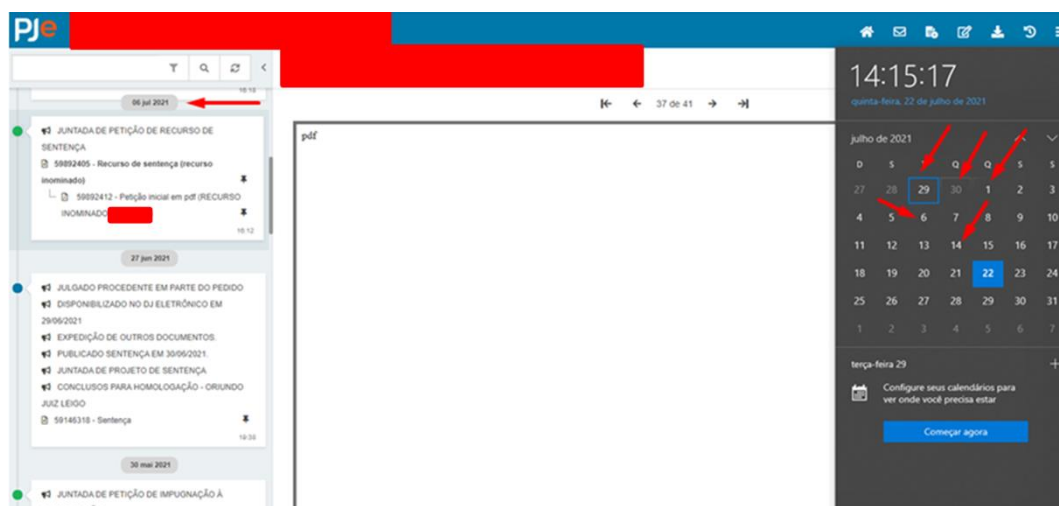 PJe
16:10
06 jul 2021
JUNTADA DE PETIÇÃO DE RECURSO DE
SENTENÇA
59892405 - Recurso de sentença (recurso
inominado)
59892412 - Petição inicial em pdf (RECURSO
INOMINADO
16:12
27 jun 2021
JULGADO PROCEDENTE EM PARTE DO PEDIDO
DISPONIBILIZADO NO DJ ELETRÔNICO EM
29/06/2021
EXPEDIÇÃO DE OUTROS DOCUMENTOS.
PUBLICADO SENTENÇA EM 30/06/2021.
JUNTADA DE PROJETO DE SENTENÇA
CONCLUSOS PARA HOMOLOGAÇÃO - ORIUNDO
JUIZ LEIGO
59146318 - Sentença
19:36
30 mai 2021
JUNTADA DE PETIÇÃO DE IMPUGNAÇÃO À
37 de 41
pdf
14:15:17
quinta-feira, 22 de julho de 2021
julho de 2021
D S Q Q S S
27 28 29 30 1 2 3
4 5 6 7 8 9 10
11 12 13 14 15 16 17
18 19 20 21 22 23 24
25 26 27 28 29 30 31
1 2 3 4 5 6 7
terça-feira 29
Configure seus calendários para
ver onde você precisa estar
Começar agora